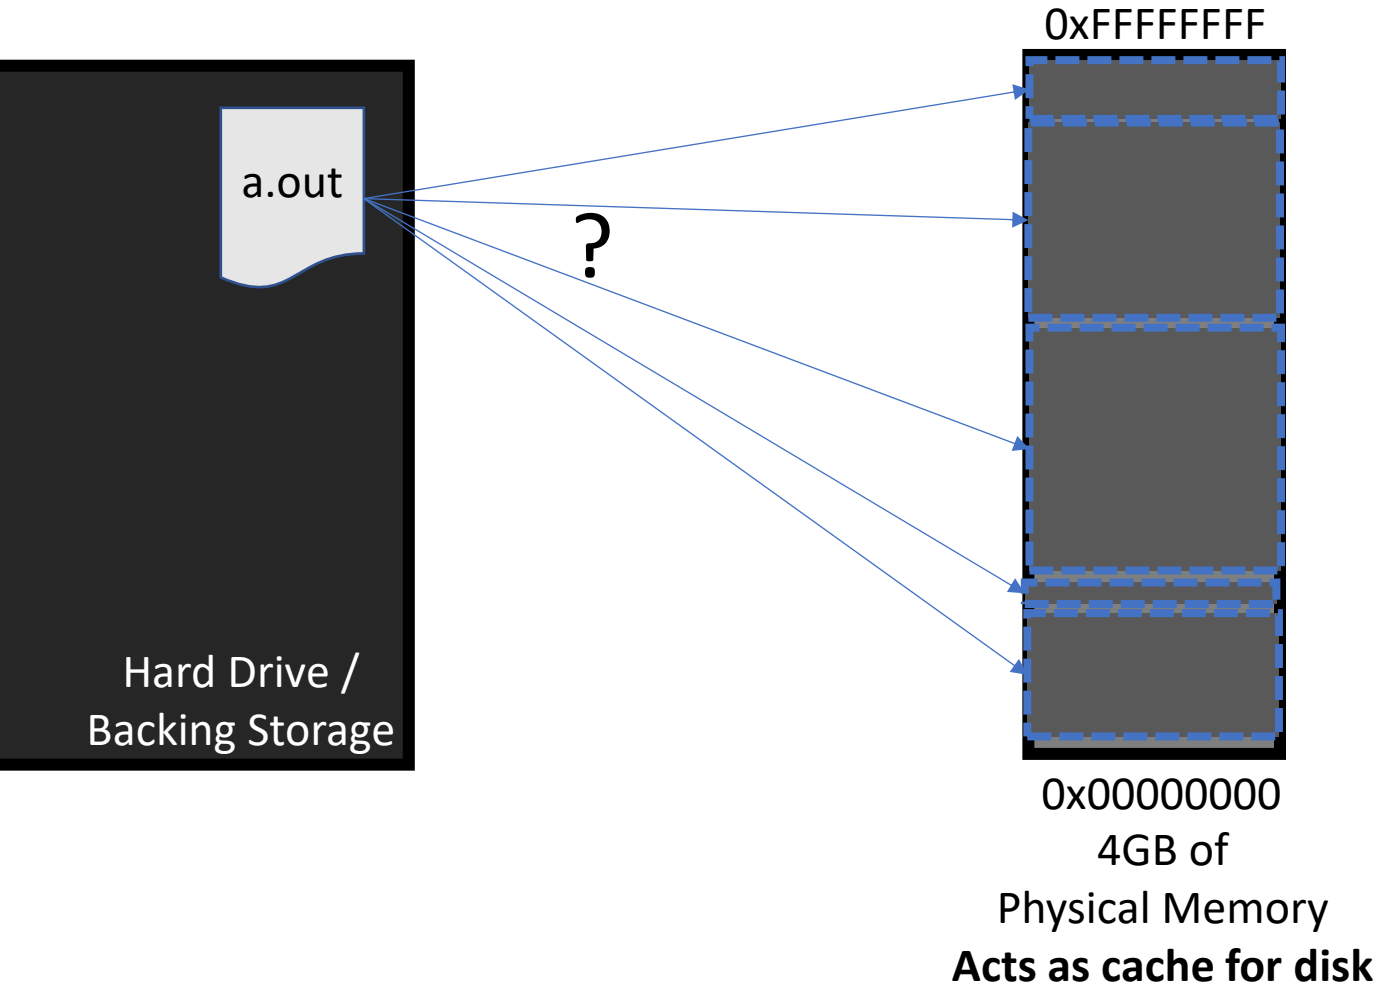 0xFFFFFFFF
a.out
?
Hard Drive /
Backing Storage
0x00000000
4GB of
Physical Memory
Acts as cache for disk